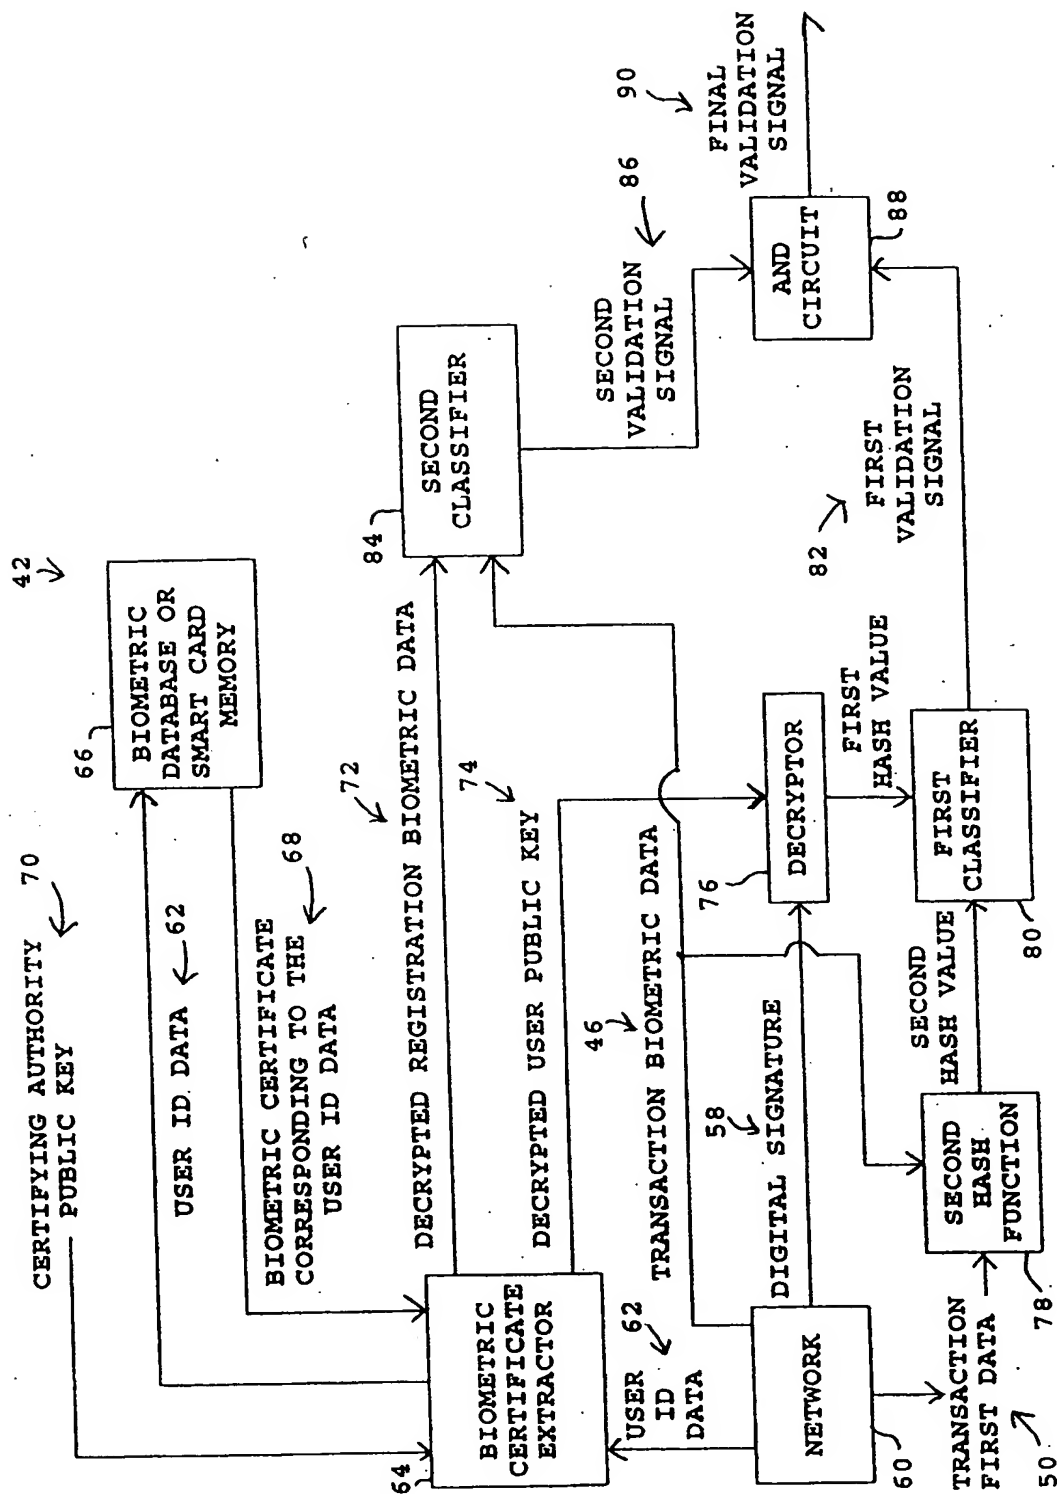 42
CERTIFYING AUTHORITY
PUBLIC KEY
70
66
BIOMETRIC
DATABASE OR
SMART CARD
MEMORY
USER ID DATA
62
BIOMETRIC CERTIFICATE
CORRESPONDING TO THE
USER ID DATA
68
64
BIOMETRIC
CERTIFICATE
EXTRACTOR
72
DECRYPTED REGISTRATION BIOMETRIC DATA
74
DECRYPTED USER PUBLIC KEY
84
SECOND
CLASSIFIER
SECOND
VALIDATION
SIGNAL
86
90
FINAL
VALIDATION
SIGNAL
AND
CIRCUIT
88
USER
ID
DATA
62
46
TRANSACTION BIOMETRIC DATA
58
DIGITAL SIGNATURE
76
DECRYPTOR
FIRST
HASH VALUE
82
FIRST
VALIDATION
SIGNAL
NETWORK
60
TRANSACTION
FIRST DATA
50
SECOND
HASH
FUNCTION
78
SECOND
HASH VALUE
FIRST
CLASSIFIER
80